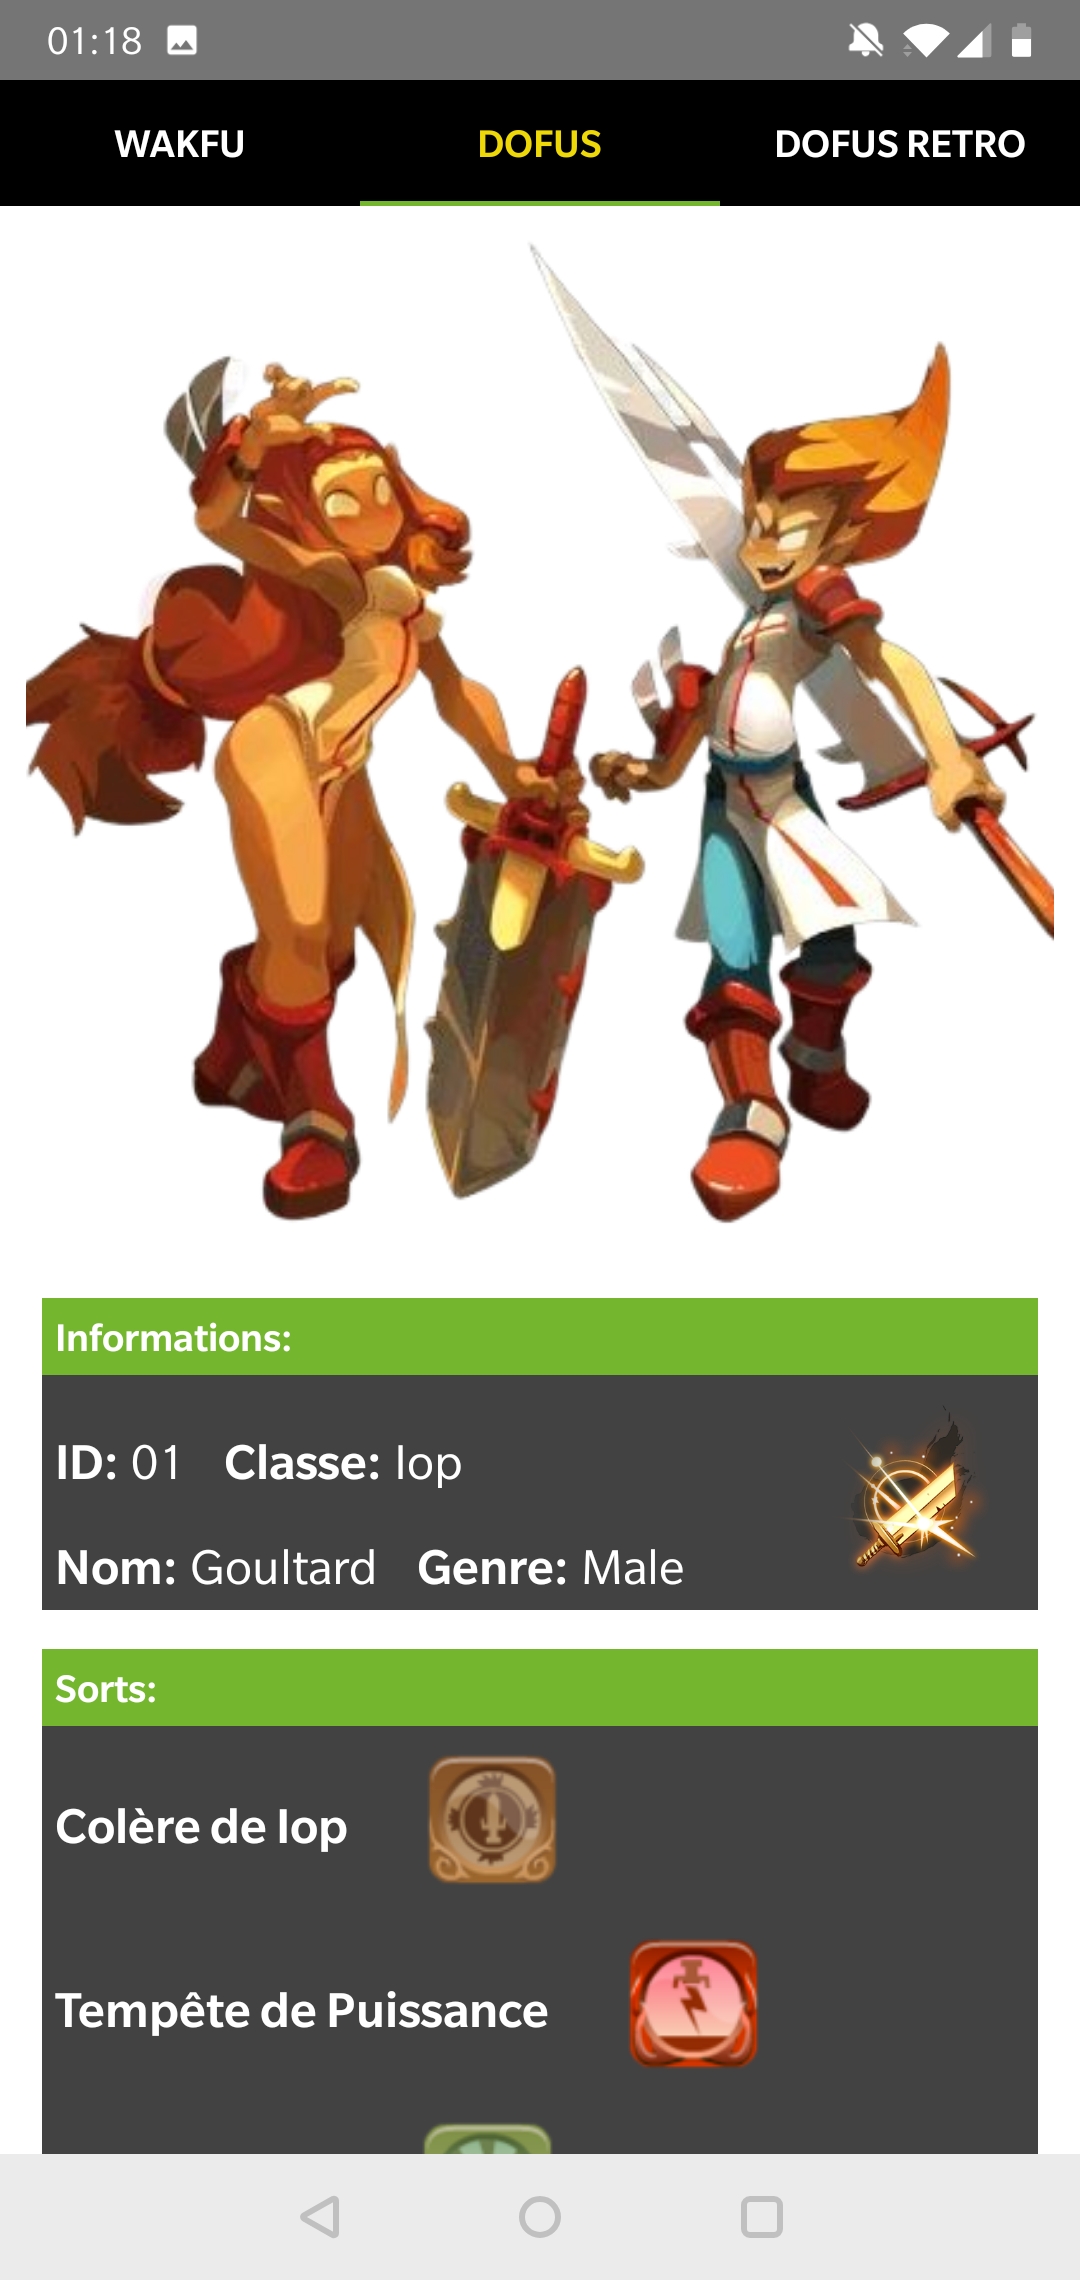 01:18
WAKFU DOFUS DOFUS RETRO
Informations:
ID: 01 Classe: Iop
Nom: Goultard Genre: Male
Sorts:
Colère de Iop
Tempête de Puissance